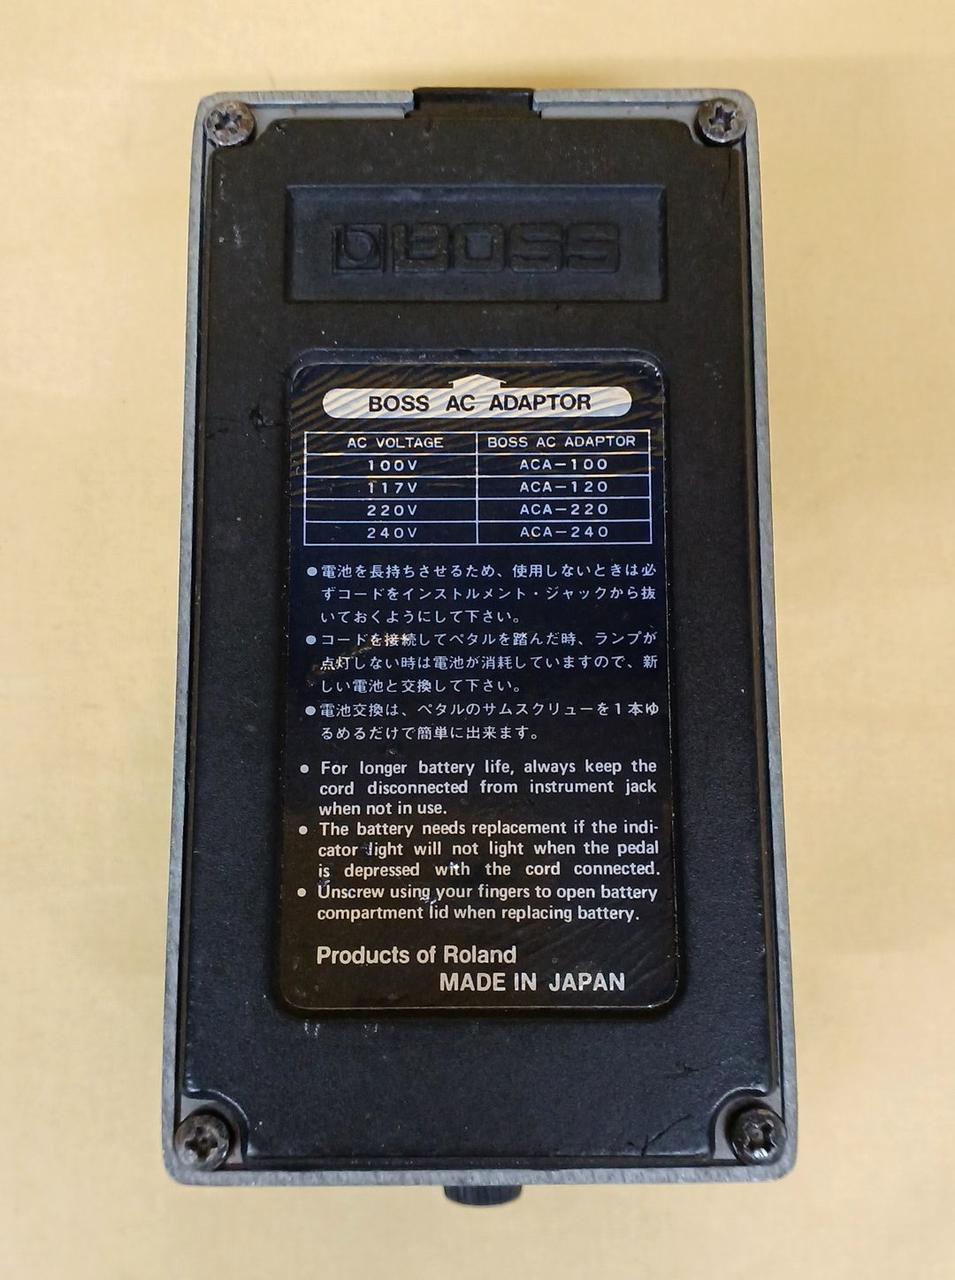 BOSS
BOSS AC ADAPTOR
AC VOLTAGE BOSS AC ADAPTOR
100V ACA-100
117V ACA-120
220V ACA-220
240V ACA-240
●電池を長持ちさせるため、使用しないときは必
ずコードをインストルメント・ジャックから抜
いておくようにして下さい。
●コードを接続してペタルを踏んだ時、ランプが
点灯しない時は電池が消耗していますので、新
しい電池と交換して下さい。
●電池交換は、ペタルのサムスクリューを1本ゆ
るめるだけで簡単に出来ます。
● For longer battery life, always keep the
cord disconnected from instrument jack
when not in use.
● The battery needs replacement if the indi-
cator light will not light when the pedal
is depressed with the cord connected.
● Unscrew using your fingers to open battery
compartment lid when replacing battery.
Products of Roland
MADE IN JAPAN